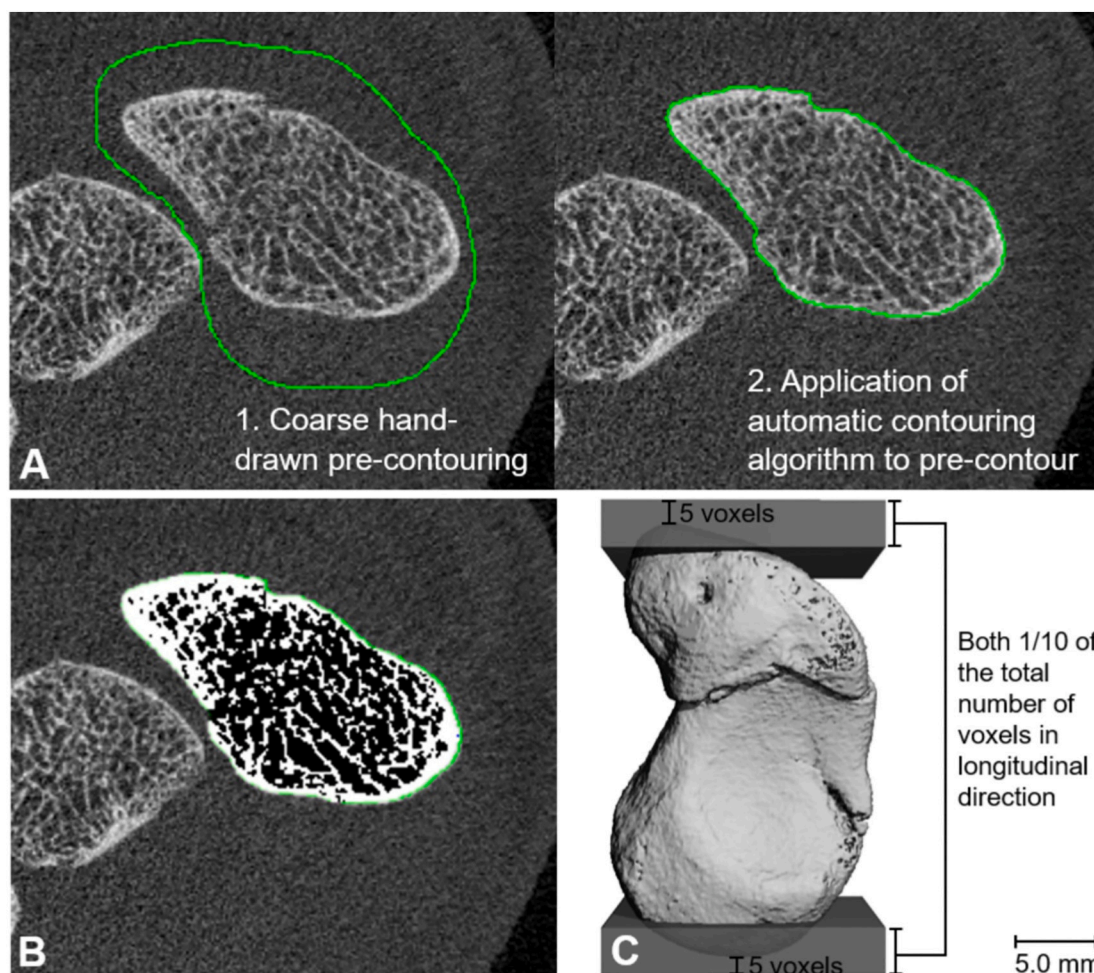 1. Coarse hand-
drawn pre-contouring
A
2. Application of
automatic contouring
algorithm to pre-contour
B
5 voxels
Both 1/10 of
the total
number of
voxels in
longitudinal
direction
C
5 voxels
5.0 mm